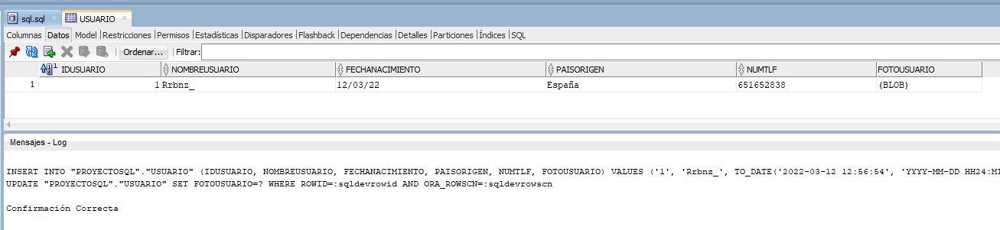 sql.sql USUARIO
Columnas Datos Model Restricciones Permisos Estadísticas Disparadores Flashback Dependencias Detalles Particiones Índices SQL
Ordenar... Filtrar:
IDUSUARIO NOMBREUSUARIO FECHANACIMIENTO PAISORIGEN NUMTLF FOTOUSUARIO
1 1 Rrbnz_ 12/03/22 España 651652838 (BLOB)
Mensajes - Log
INSERT INTO "PROYECTOSQL"."USUARIO" (IDUSUARIO, NOMBREUSUARIO, FECHANACIMIENTO, PAISORIGEN, NUMTLF, FOTOUSUARIO) VALUES ('1', 'Rrbnz_', TO_DATE('2022-03-12 12:56:54', 'YYYY-MM-DD HH24:MI
UPDATE "PROYECTOSQL"."USUARIO" SET FOTOUSUARIO=? WHERE ROWID=:sqldevrowid AND ORA_ROWSCN=:sqldevrowscn
Confirmación Correcta